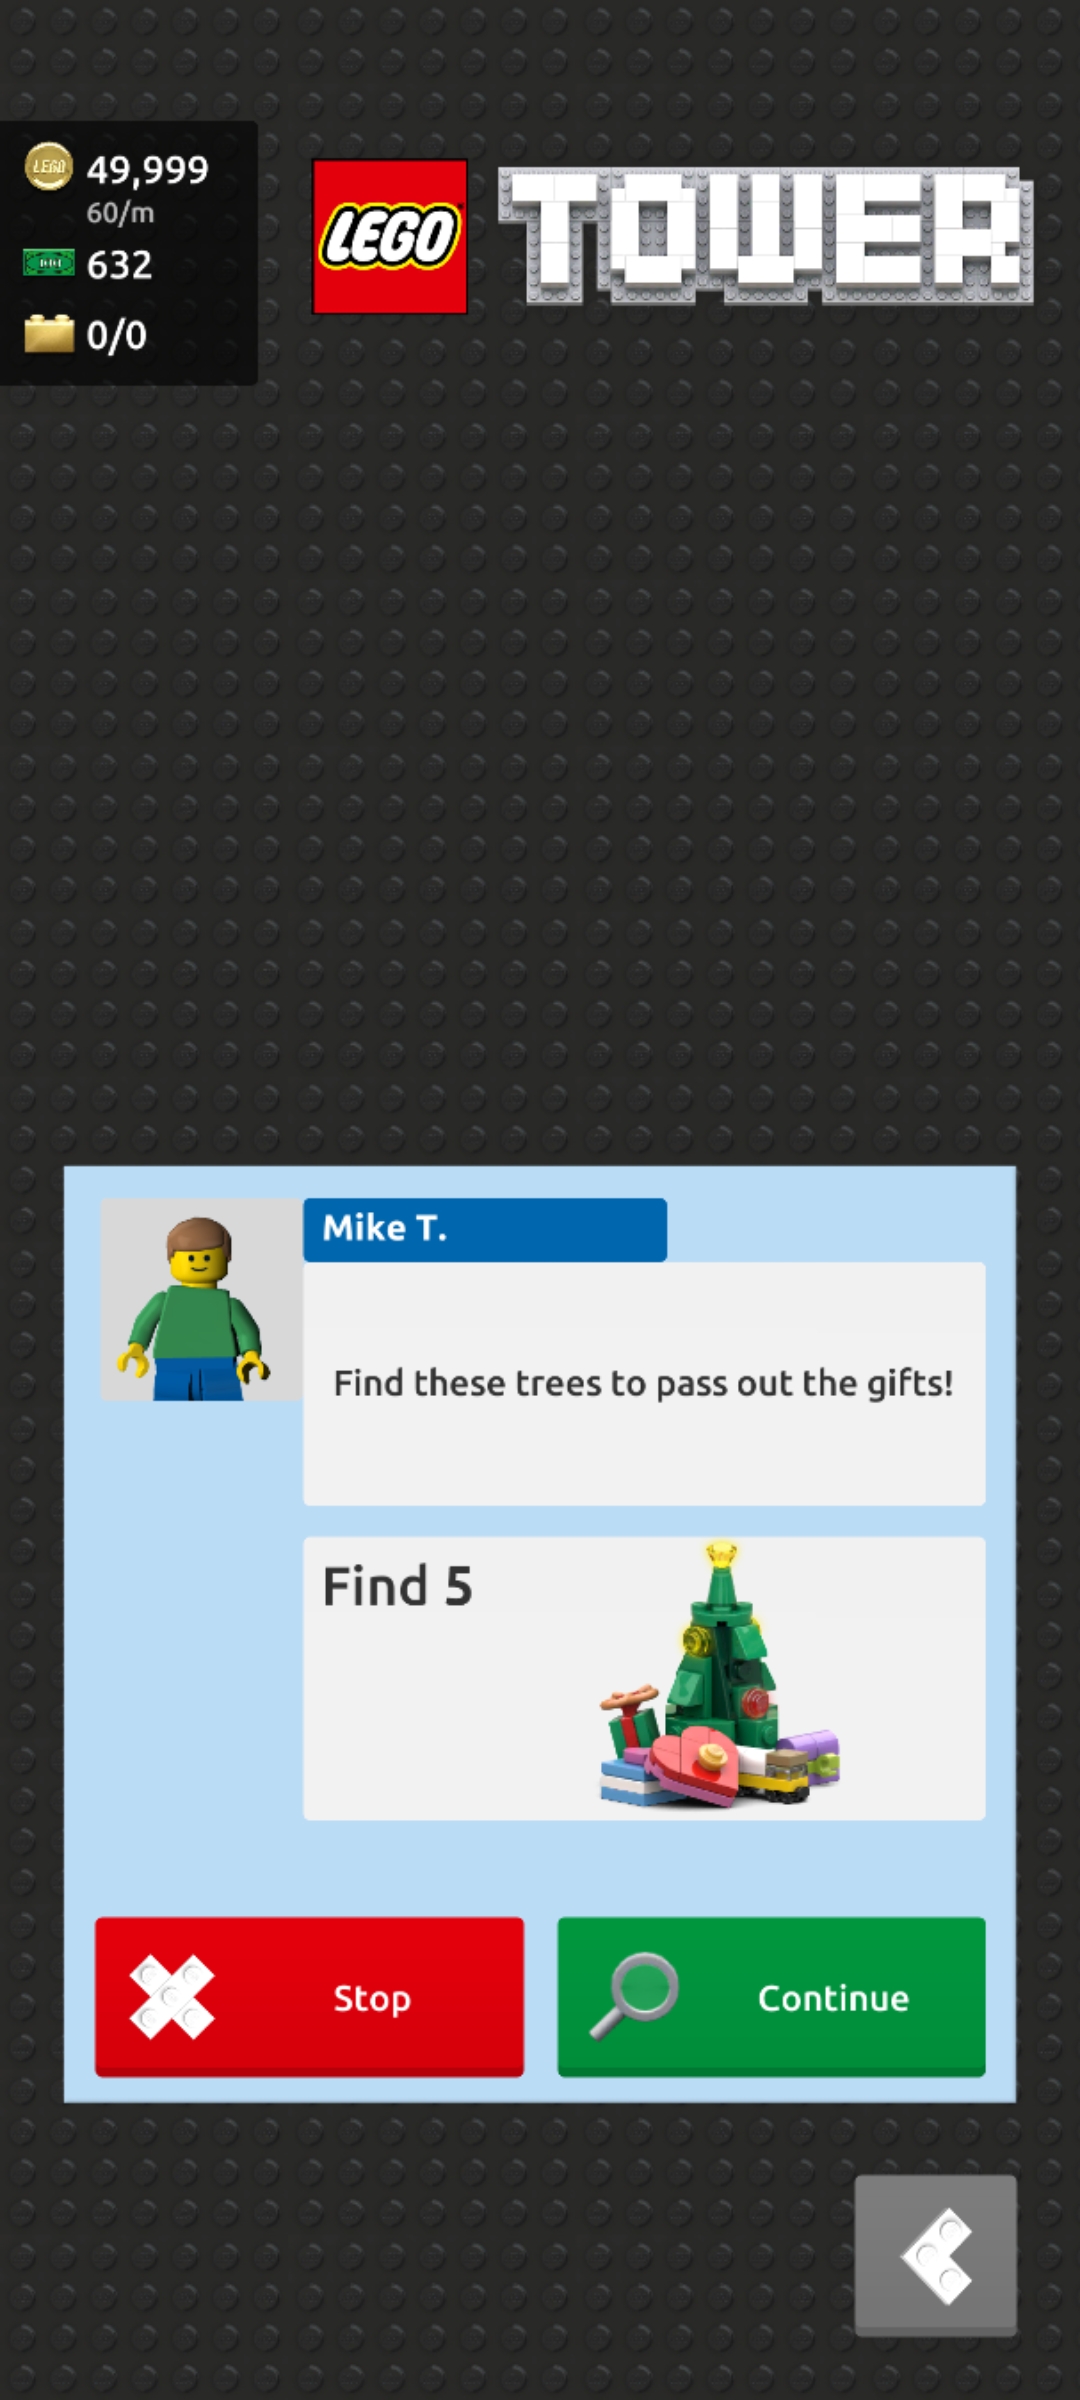 49,999
60/m
632
0/0
LEGO
TOWER
Mike T.
Find these trees to pass out the gifts!
Find 5
Stop
Continue